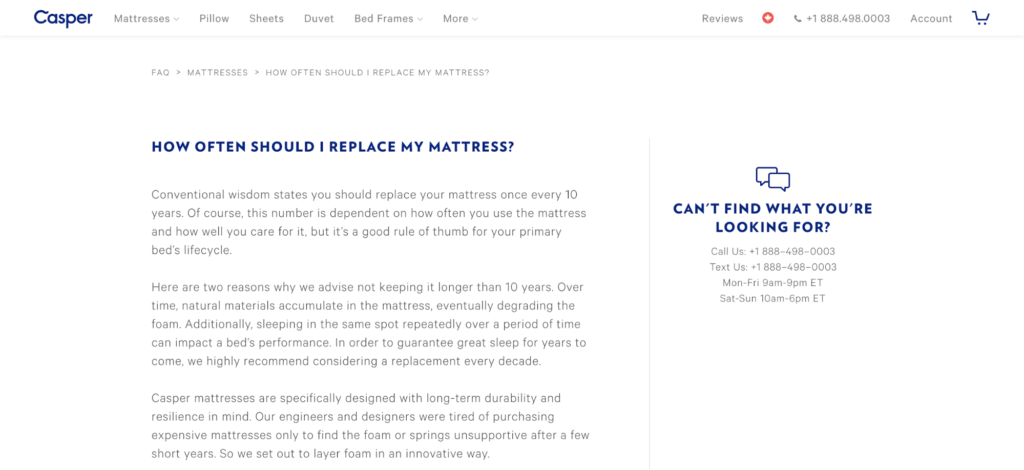 Casper Mattresses Pillow Sheets Duvet Bed Frames More Reviews +1 888.498.0003 Account
FAQ > MATTRESSES > HOW OFTEN SHOULD I REPLACE MY MATTRESS?
HOW OFTEN SHOULD I REPLACE MY MATTRESS?
Conventional wisdom states you should replace your mattress once every 10
years. Of course, this number is dependent on how often you use the mattress
and how well you care for it, but it's a good rule of thumb for your primary
bed's lifecycle.
Here are two reasons why we advise not keeping it longer than 10 years. Over
time, natural materials accumulate in the mattress, eventually degrading the
foam. Additionally, sleeping in the same spot repeatedly over a period of time
can impact a bed's performance. In order to guarantee great sleep for years to
come, we highly recommend considering a replacement every decade.
Casper mattresses are specifically designed with long-term durability and
resilience in mind. Our engineers and designers were tired of purchasing
expensive mattresses only to find the foam or springs unsupportive after a few
short years. So we set out to layer foam in an innovative way.
CAN'T FIND WHAT YOU'RE
LOOKING FOR?
Call Us: +1 888-498-0003
Text Us: +1 888-498-0003
Mon-Fri 9am-9pm ET
Sat-Sun 10am-6pm ET